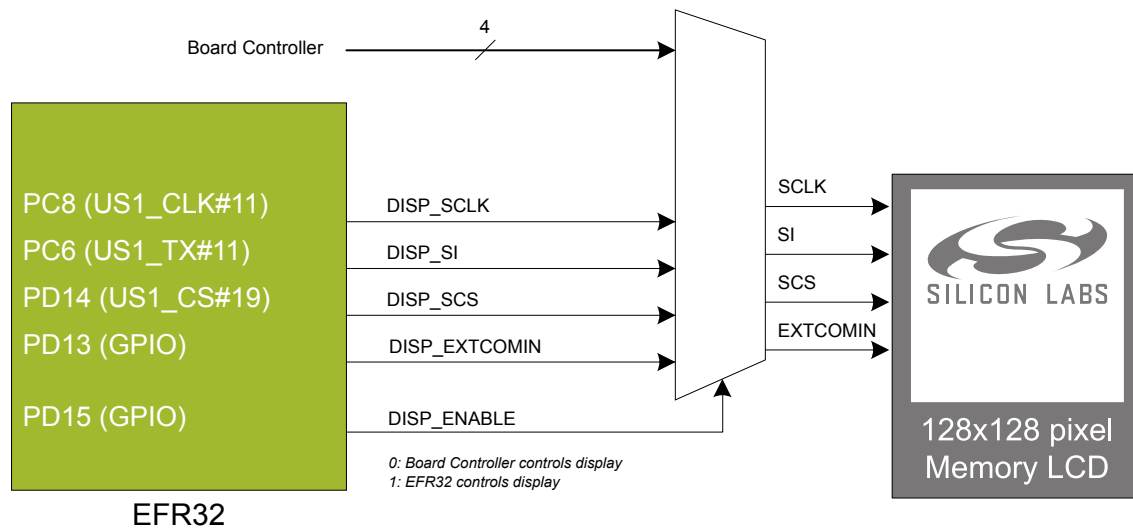 4
Board Controller
PC8 (US1_CLK#11)
PC6 (US1_TX#11)
PD14 (US1_CS#19)
PD13 (GPIO)
PD15 (GPIO)
EFR32
DISP_SCLK
DISP_SI
DISP_SCS
DISP_EXTCOMIN
DISP_ENABLE
0: Board Controller controls display
1: EFR32 controls display
SCLK
SI
SCS
EXTCOMIN
SILICON LABS
128x128 pixel
Memory LCD